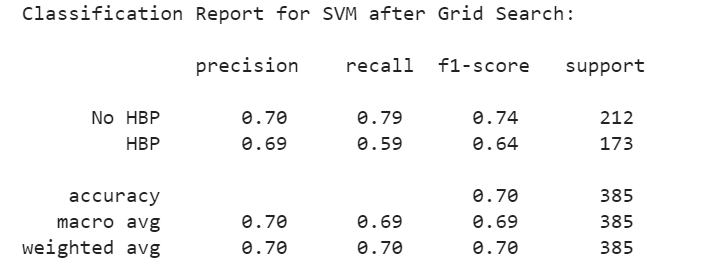 Classification Report for SVM after Grid Search:
precision recall f1-score support
No HBP 0.70 0.79 0.74 212
HBP 0.69 0.59 0.64 173
accuracy 0.70 385
macro avg 0.70 0.69 0.69 385
weighted avg 0.70 0.70 0.70 385